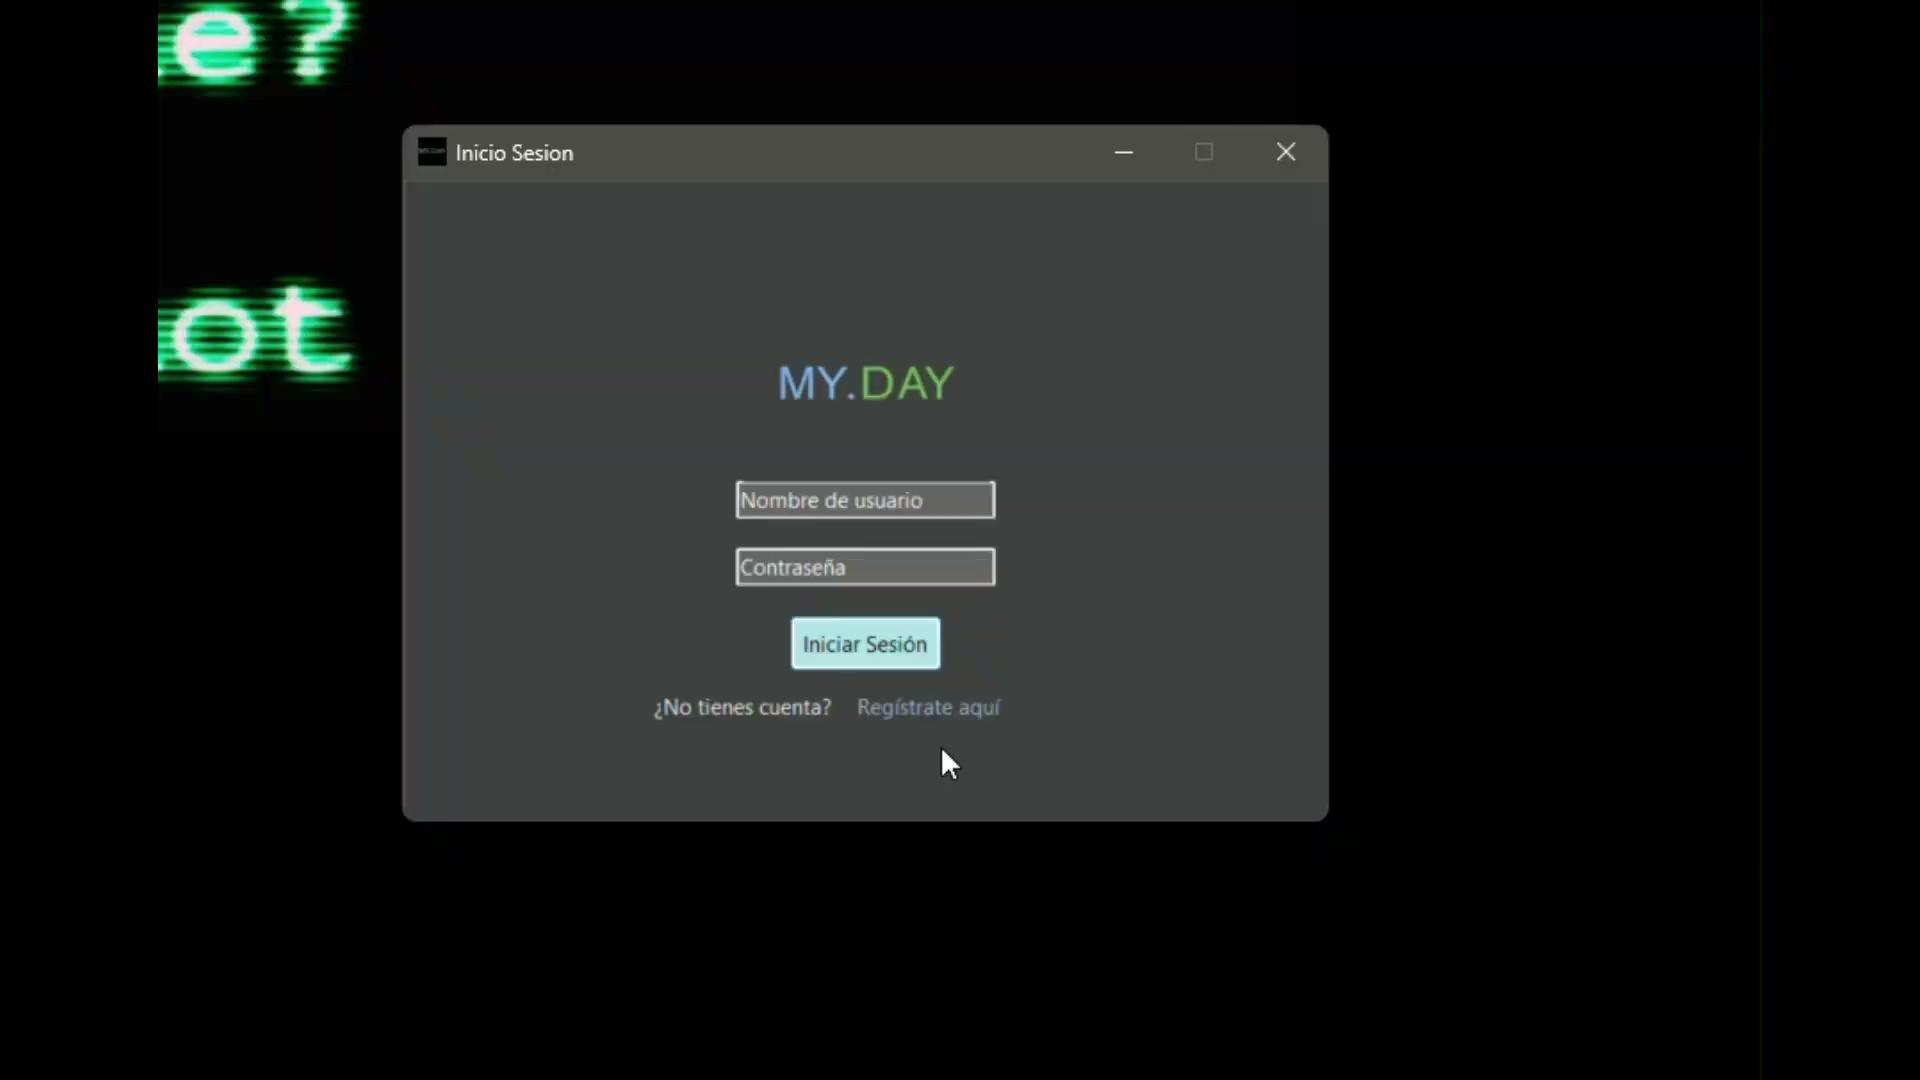 e?
ot
Inicio Sesion
MY.DAY
Nombre de usuario
Contraseña
Iniciar Sesión
¿No tienes cuenta? Regístrate aquí